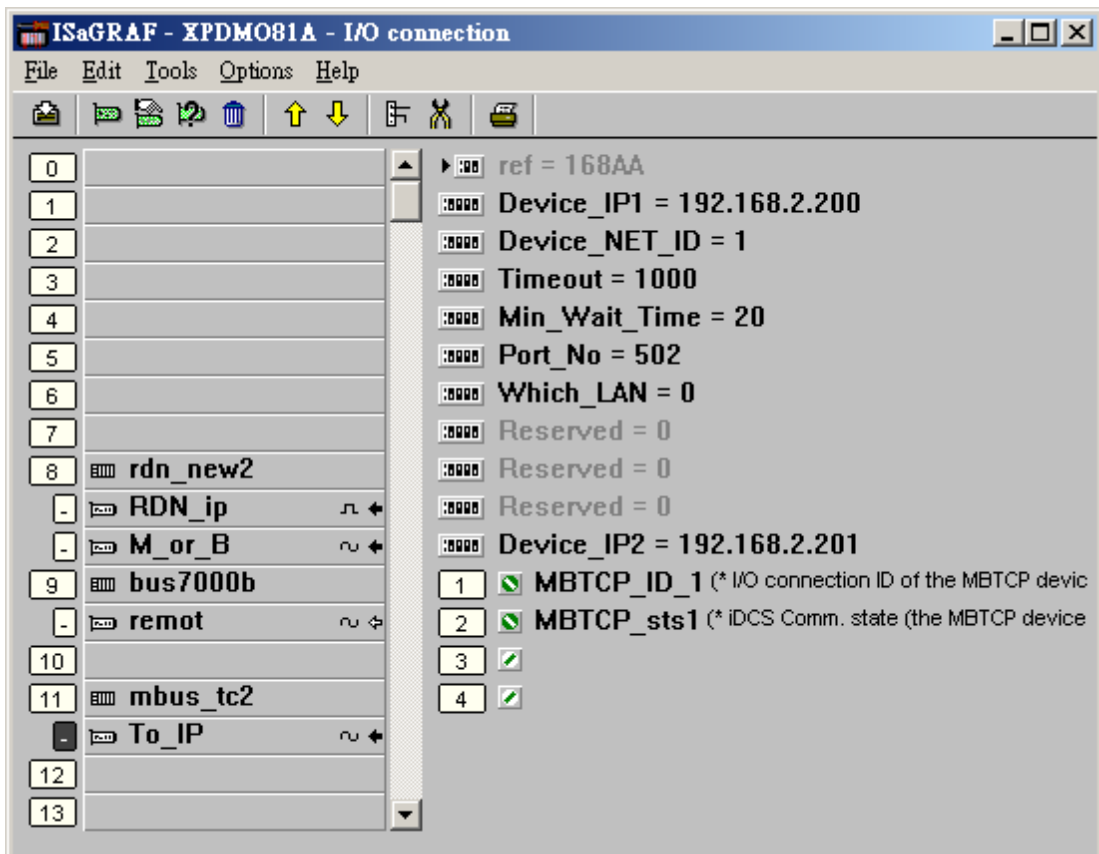 ISaGRAF - XPDMO81A - I/O connection
File Edit Tools Options Help
0
1
2
3
4
5
6
7
8 rdn_new2
- RDN_ip
- M_or_B
9 bus7000b
- remot
10
11 mbus_tc2
- To_IP
12
13
ref = 168AA
Device_IP1 = 192.168.2.200
Device_NET_ID = 1
Timeout = 1000
Min_Wait_Time = 20
Port_No = 502
Which_LAN = 0
Reserved = 0
Reserved = 0
Reserved = 0
Device_IP2 = 192.168.2.201
1 MBTCP_ID_1 (* I/O connection ID of the MBTCP devic
2 MBTCP_sts1 (* iDCS Comm. state (the MBTCP device
3
4